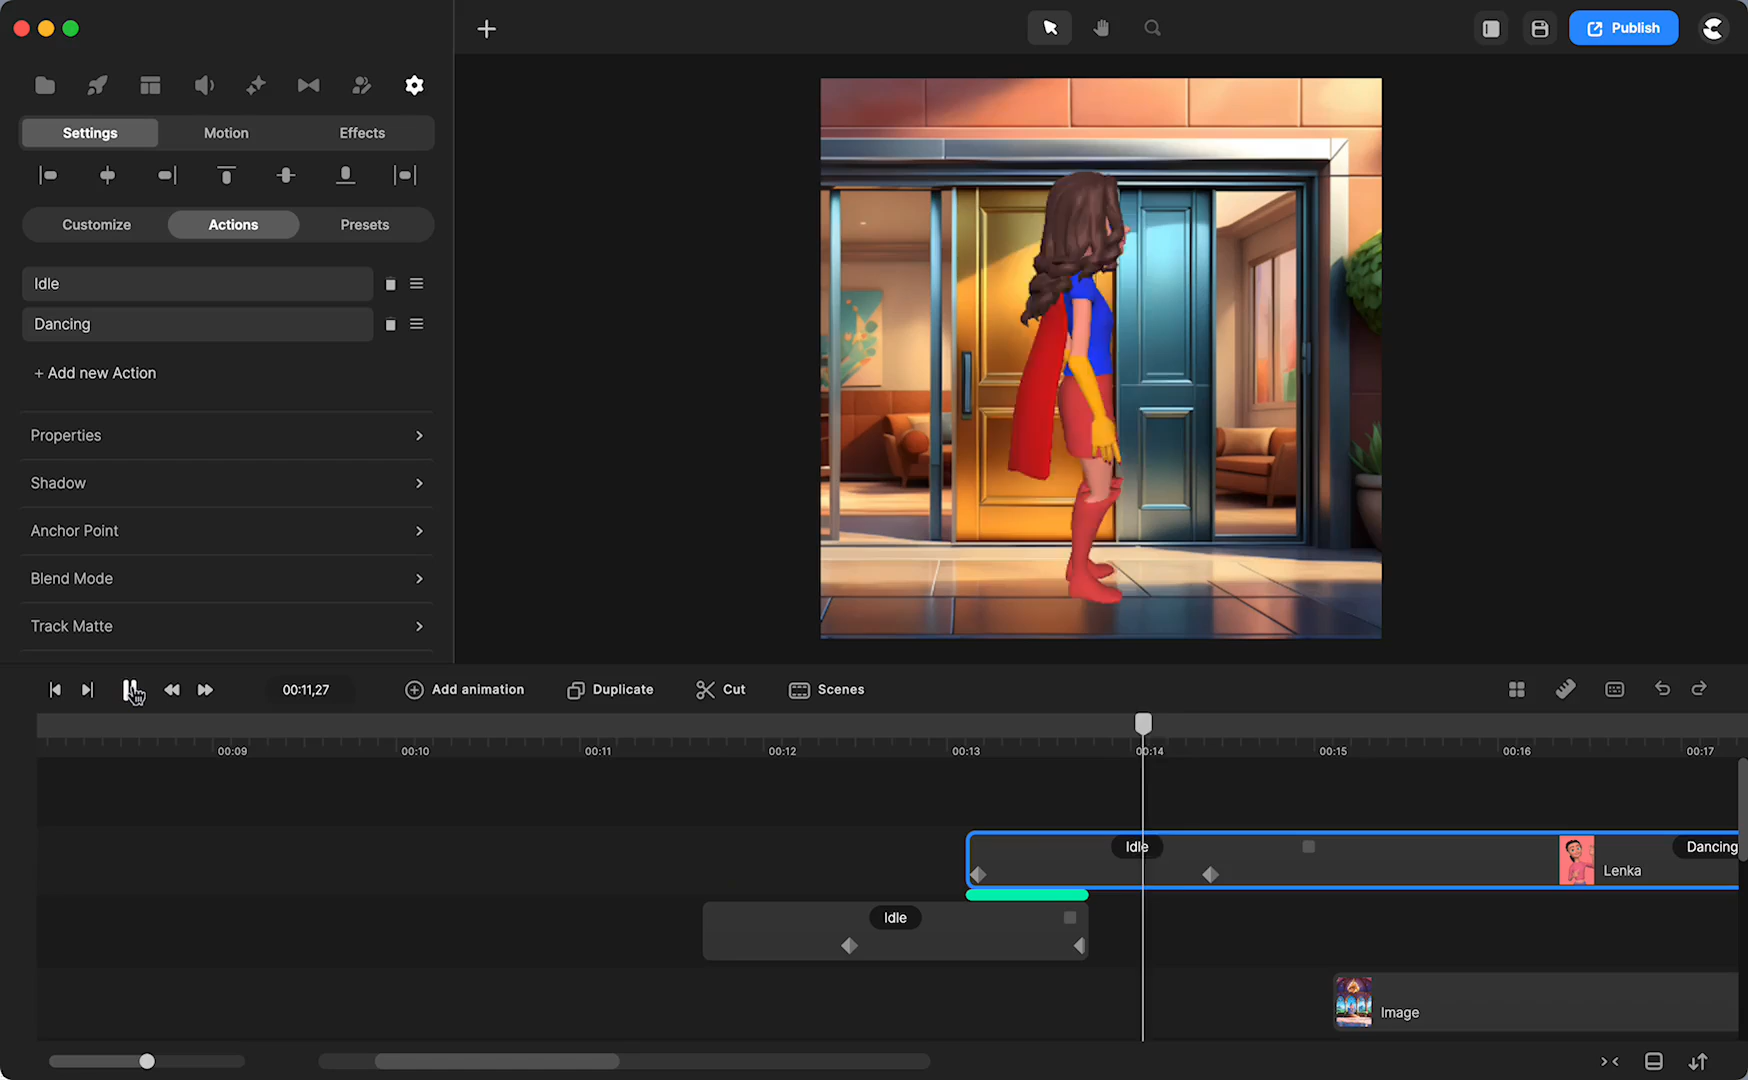 Publish
Settings
Motion
Effects
Customize
Actions
Presets
Idle
Dancing
+ Add new Action
Properties
Shadow
Anchor Point
Blend Mode
Track Matte
00:11,27
Add animation
Duplicate
Cut
Scenes
00:09
00:10
00:11
00:12
00:13
00:14
00:15
00:16
00:17
Idle
Dancing
Lenka
Idle
Image